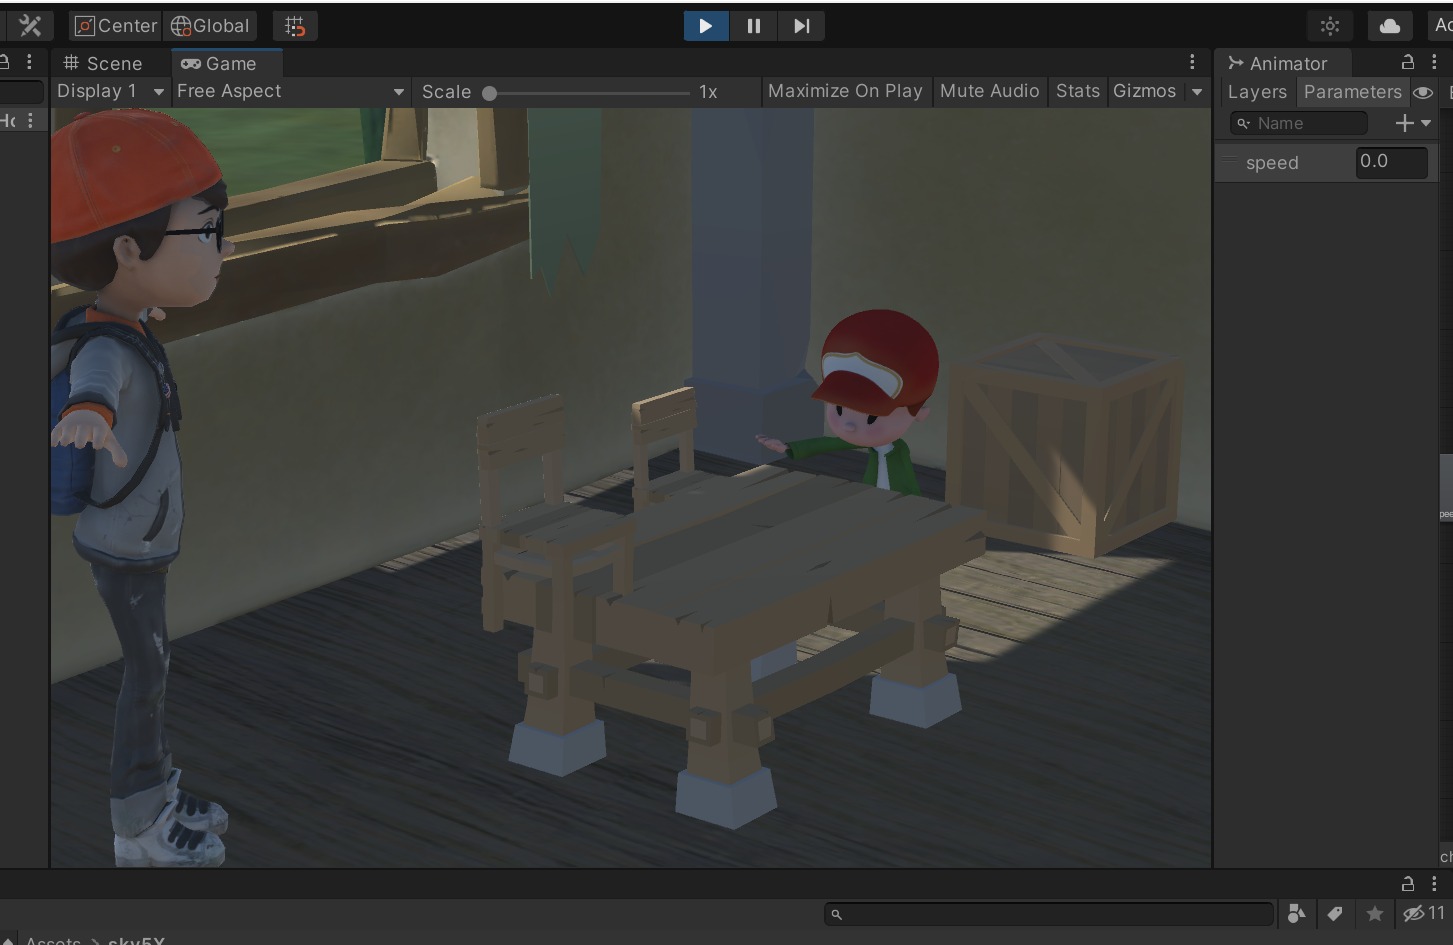 Center Global
Scene Game Animator
Display 1 Free Aspect Scale 1x Maximize On Play Mute Audio Stats Gizmos Layers Parameters
Name
speed 0.0
11
Assets > sky5X